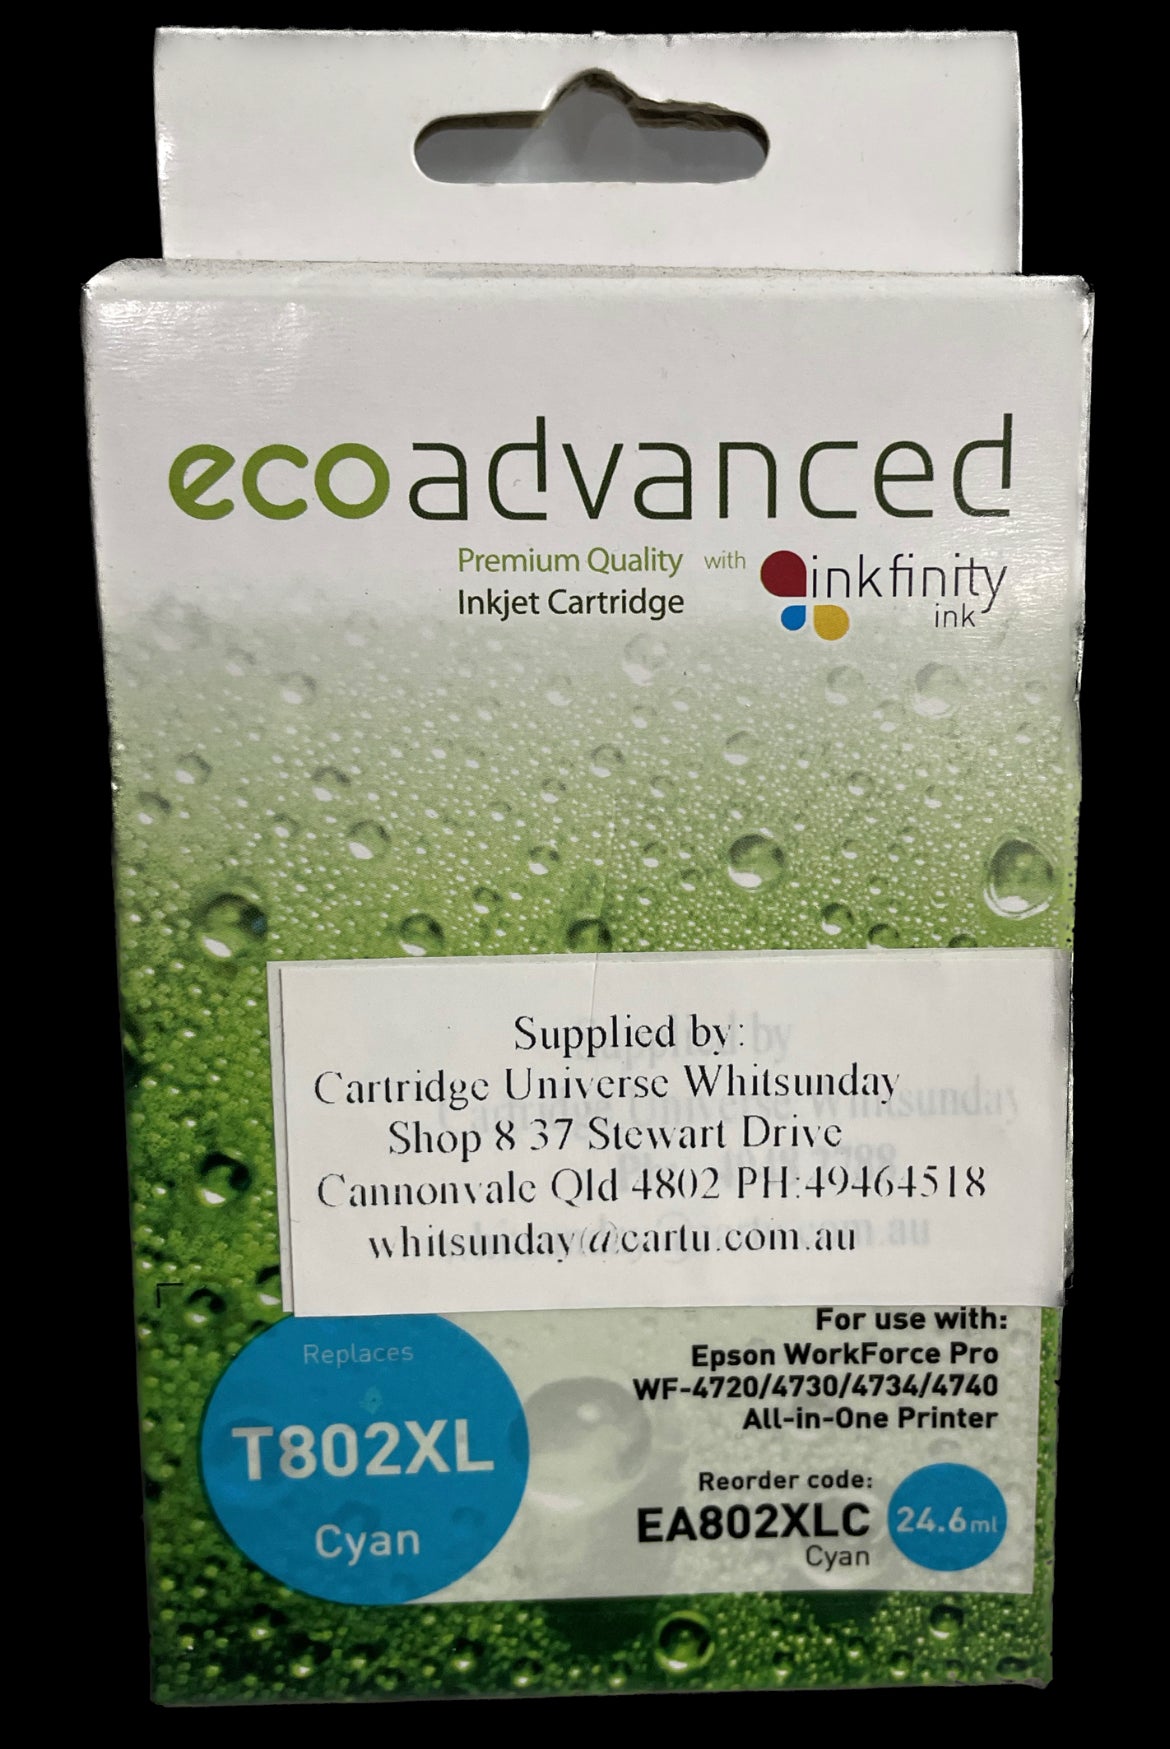 ecoadvanced
Premium Quality with inkfinity
Inkjet Cartridge ink
Supplied by:
Cartridge Universe Whitsunday
Shop 8 37 Stewart Drive
Cannonvale Qld 4802 PH:49464518
whitsunday@cartu.com.au
For use with:
Epson WorkForce Pro
WF-4720/4730/4734/4740
All-in-One Printer
Replaces
T802XL
Cyan
Reorder code:
EA802XLC
Cyan
24.6ml